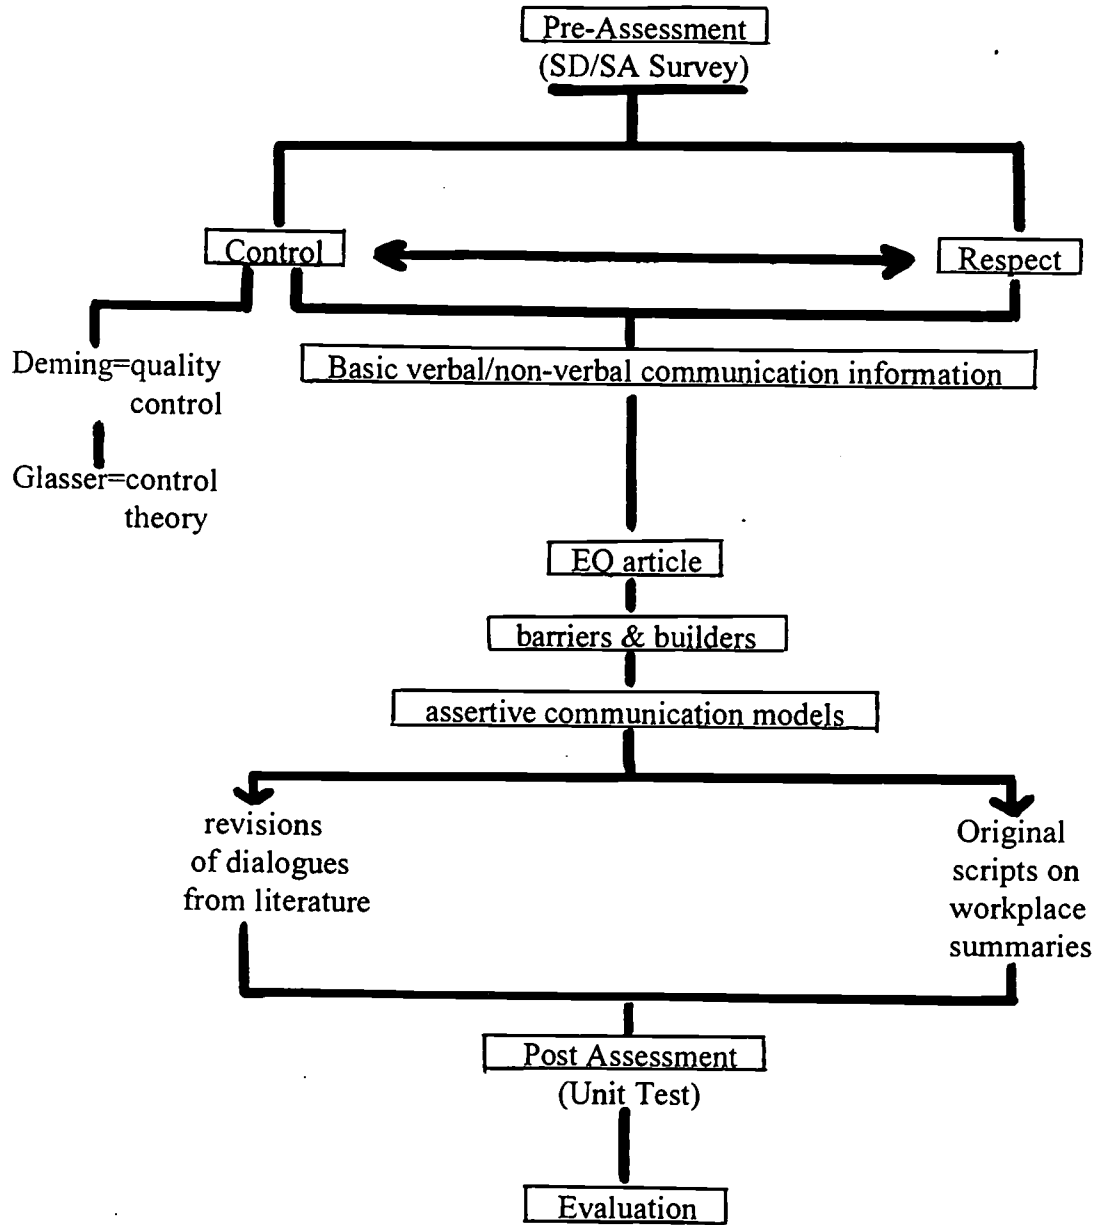 Pre-Assessment
(SD/SA Survey)
Control
Respect
Deming=quality
control
Glasser=control
theory
Basic verbal/non-verbal communication information
EQ article
barriers & builders
assertive communication models
revisions
of dialogues
from literature
Original
scripts on
workplace
summaries
Post Assessment
(Unit Test)
Evaluation